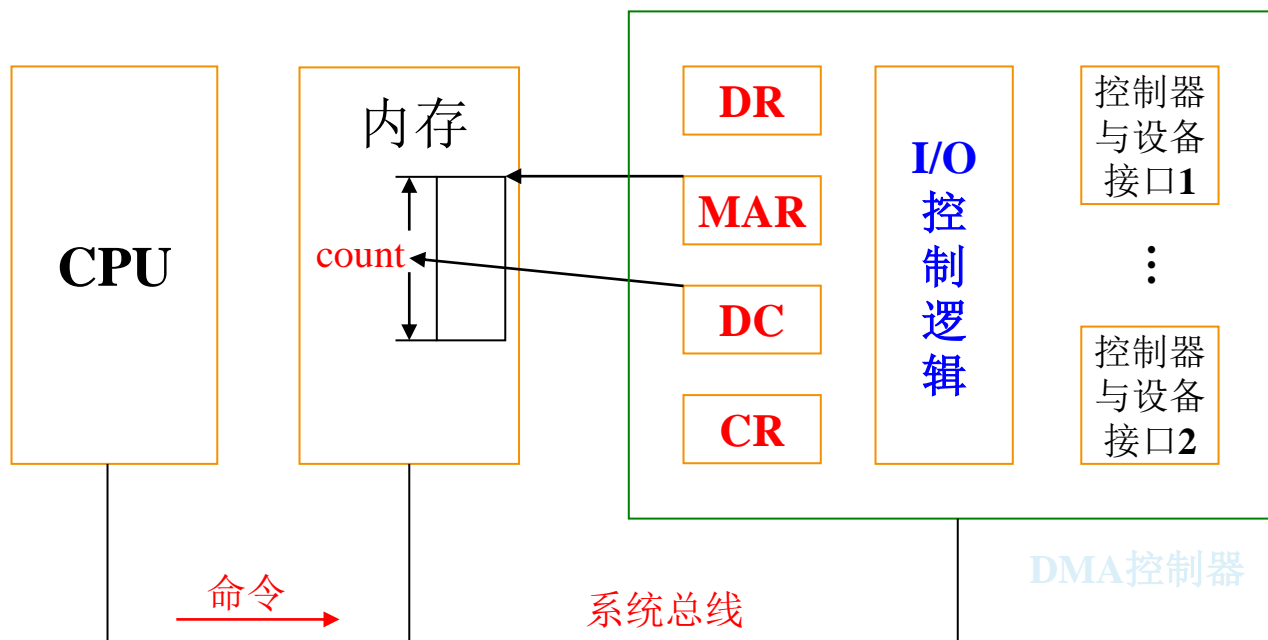 CPU
内存
count
DR
MAR
DC
CR
I/O
控
制
逻
辑
控制器
与设备
接口1
⋮
控制器
与设备
接口2
DMA控制器
命令
系统总线